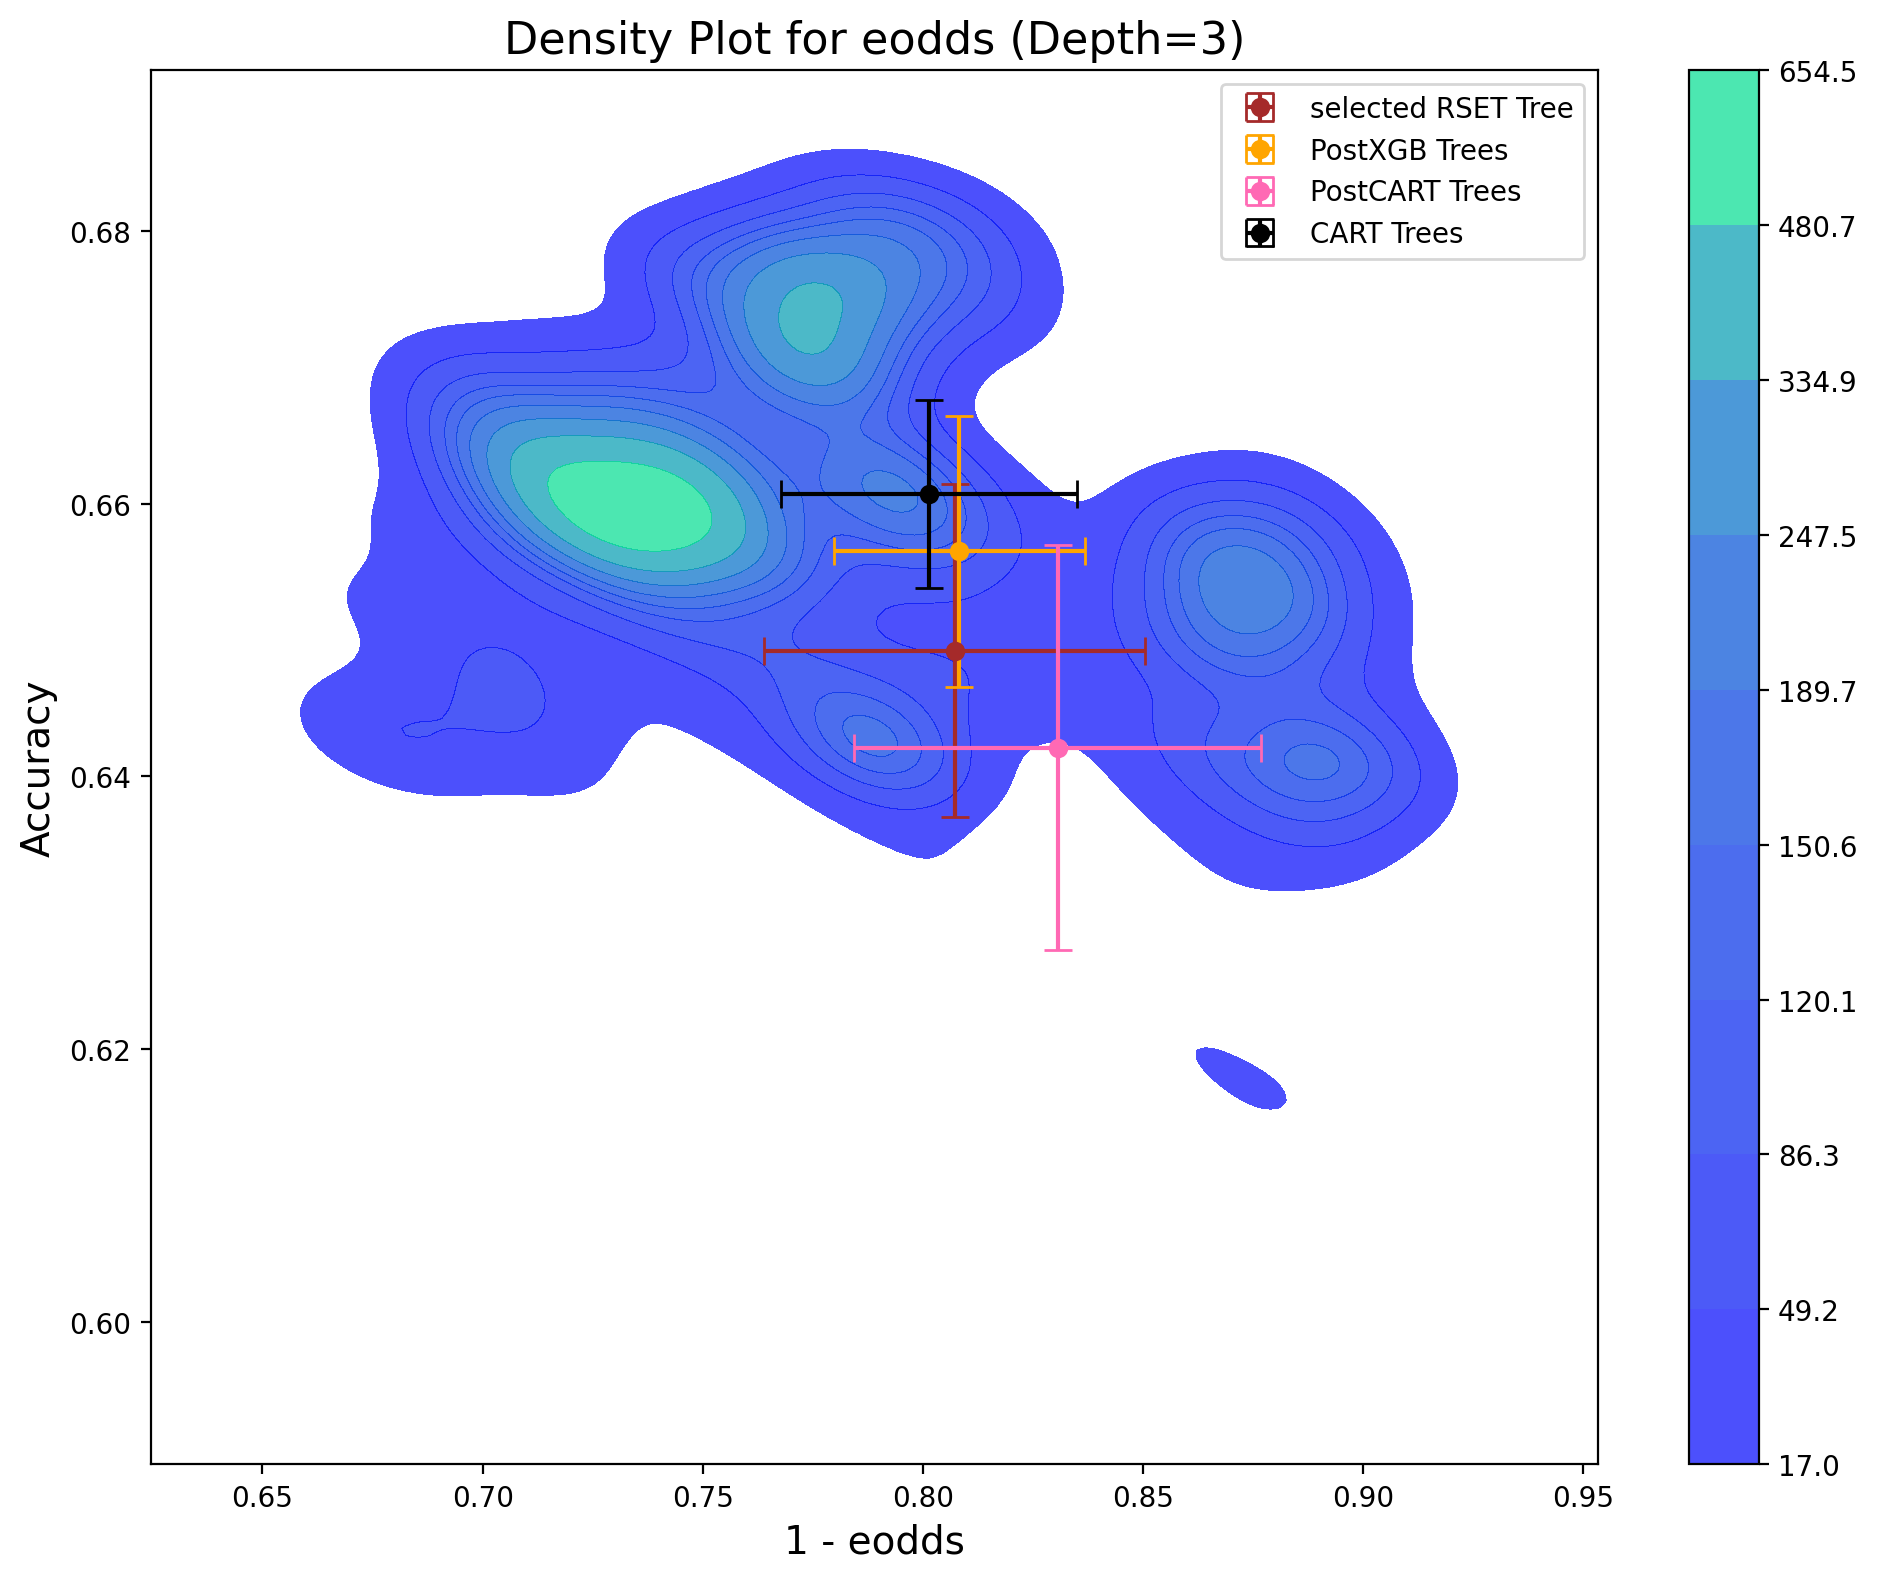 Density Plot for eodds (Depth=3)
selected RSET Tree
PostXGB Trees
PostCART Trees
CART Trees
Accuracy
0.68
0.66
0.64
0.62
0.60
0.65 0.70 0.75 0.80 0.85 0.90 0.95
1 - eodds
654.5
480.7
334.9
247.5
189.7
150.6
120.1
86.3
49.2
17.0